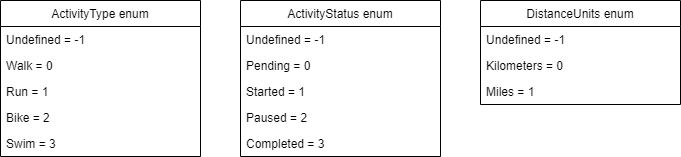 ActivityType enum
Undefined = -1
Walk = 0
Run = 1
Bike = 2
Swim = 3
ActivityStatus enum
Undefined = -1
Pending = 0
Started = 1
Paused = 2
Completed = 3
DistanceUnits enum
Undefined = -1
Kilometers = 0
Miles = 1